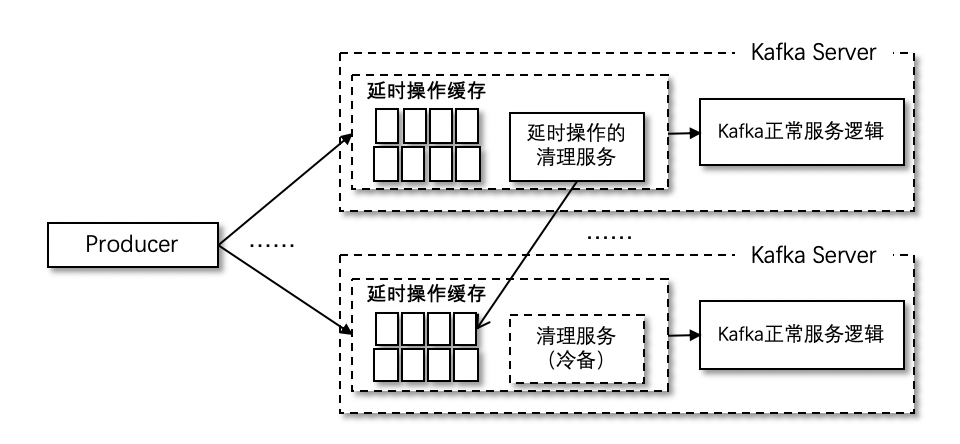 Kafka Server
延时操作缓存
延时操作的
清理服务
Kafka正常服务逻辑
Producer
······
······
Kafka Server
延时操作缓存
清理服务
（冷备）
Kafka正常服务逻辑